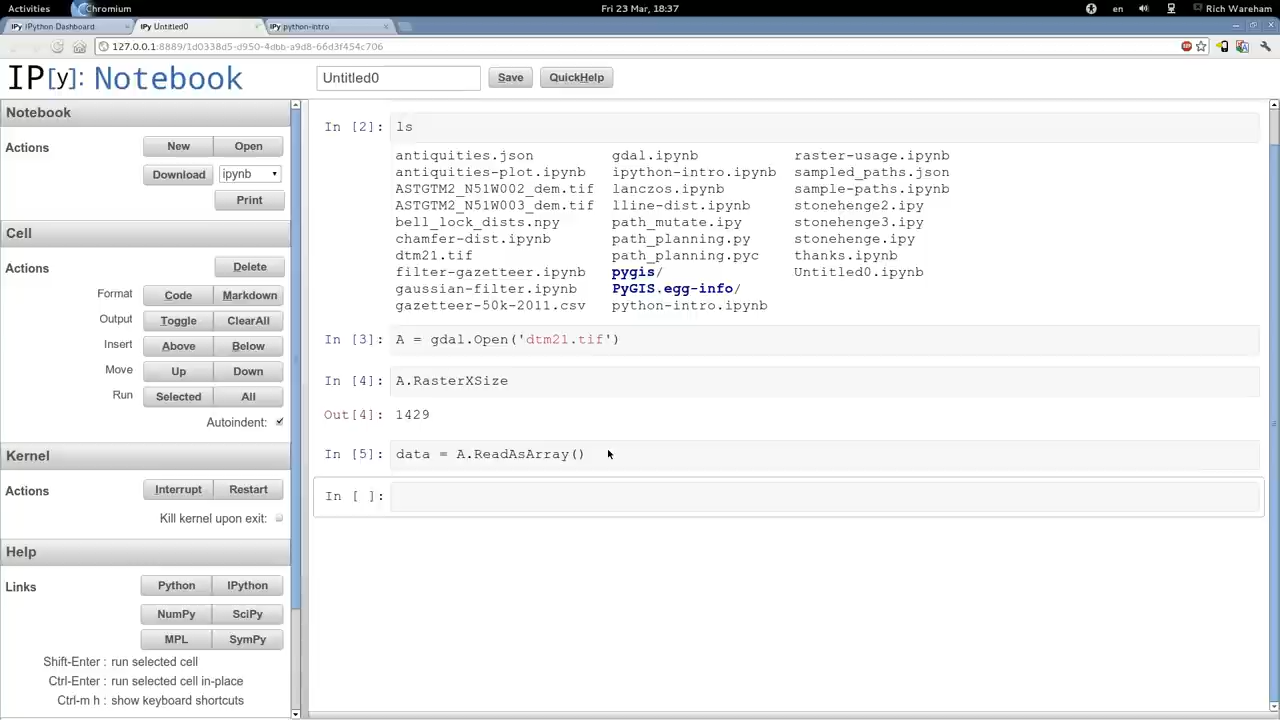 Activities Chromium Fri 23 Mar, 18:37 en Rich Wareham
IPy IPython Dashboard IPy Untitled0 IPy python-intro
127.0.0.1:8889/1d0338d5-d950-4dbb-a9d8-66d3f454c706
IP[y]: Notebook Untitled0 Save QuickHelp
Notebook
Actions New Open
Download ipynb
Print
Cell
Actions Delete
Format Code Markdown
Output Toggle ClearAll
Insert Above Below
Move Up Down
Run Selected All
Autoindent:
Kernel
Actions Interrupt Restart
Kill kernel upon exit:
Help
Links Python IPython
NumPy SciPy
MPL SymPy
Shift-Enter : run selected cell
Ctrl-Enter : run selected cell in-place
Ctrl-m h : show keyboard shortcuts
In [2]: ls
antiquities.json gdal.ipynb raster-usage.ipynb
antiquities-plot.ipynb ipython-intro.ipynb sampled_paths.json
ASTGTM2_N51W002_dem.tif lanczos.ipynb sample-paths.ipynb
ASTGTM2_N51W003_dem.tif lline-dist.ipynb stonehenge2.ipy
bell_lock_dists.npy path_mutate.ipy stonehenge3.ipy
chamfer-dist.ipynb path_planning.py stonehenge.ipy
dtm21.tif path_planning.pyc thanks.ipynb
filter-gazetteer.ipynb pygis/ Untitled0.ipynb
gaussian-filter.ipynb PyGIS.egg-info/
gazetteer-50k-2011.csv python-intro.ipynb
In [3]: A = gdal.Open('dtm21.tif')
In [4]: A.RasterXSize
Out[4]: 1429
In [5]: data = A.ReadAsArray()
In [ ]: